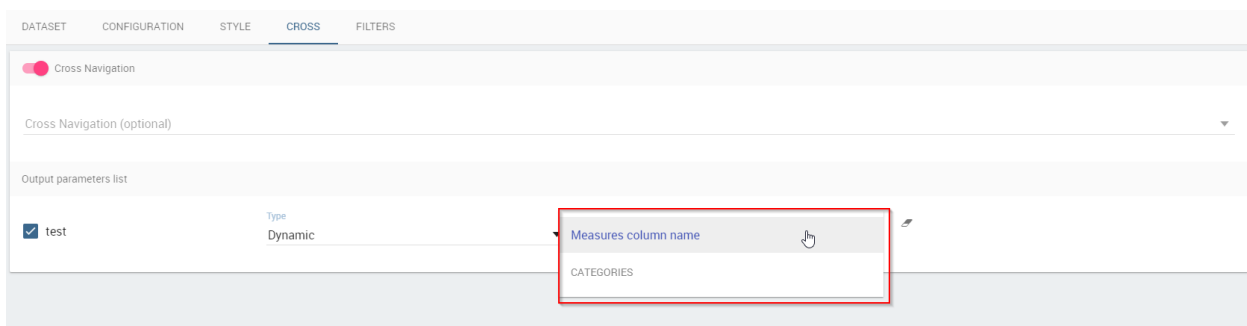 DATASET CONFIGURATION STYLE CROSS FILTERS
Cross Navigation
Cross Navigation (optional)
Output parameters list
Type
test Dynamic Measures column name
CATEGORIES